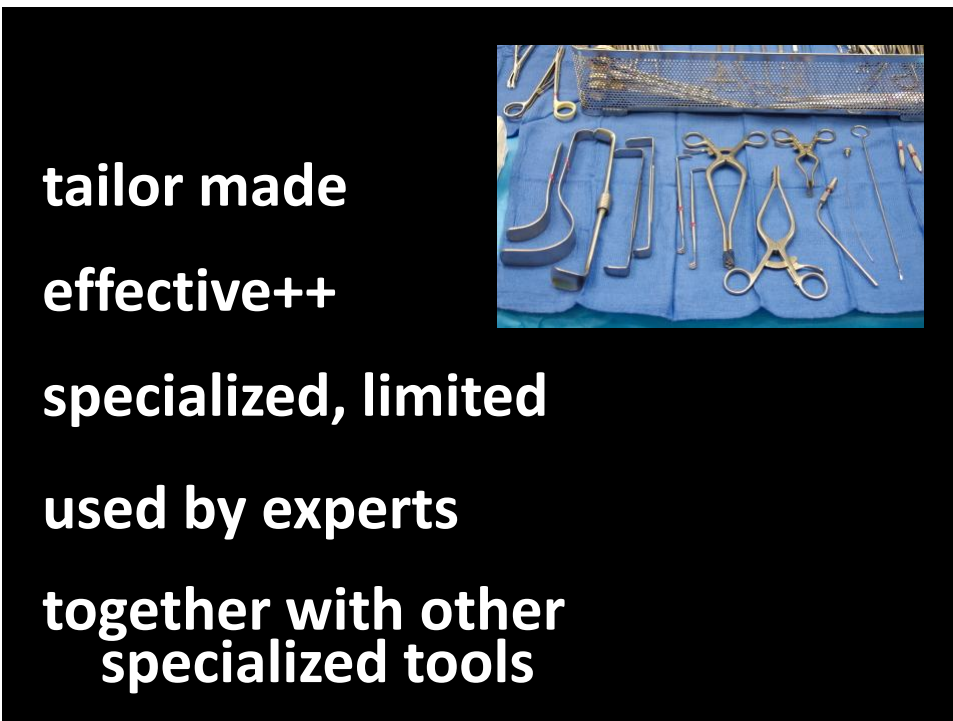 tailor made
effective++
specialized, limited
used by experts
together with other
specialized tools